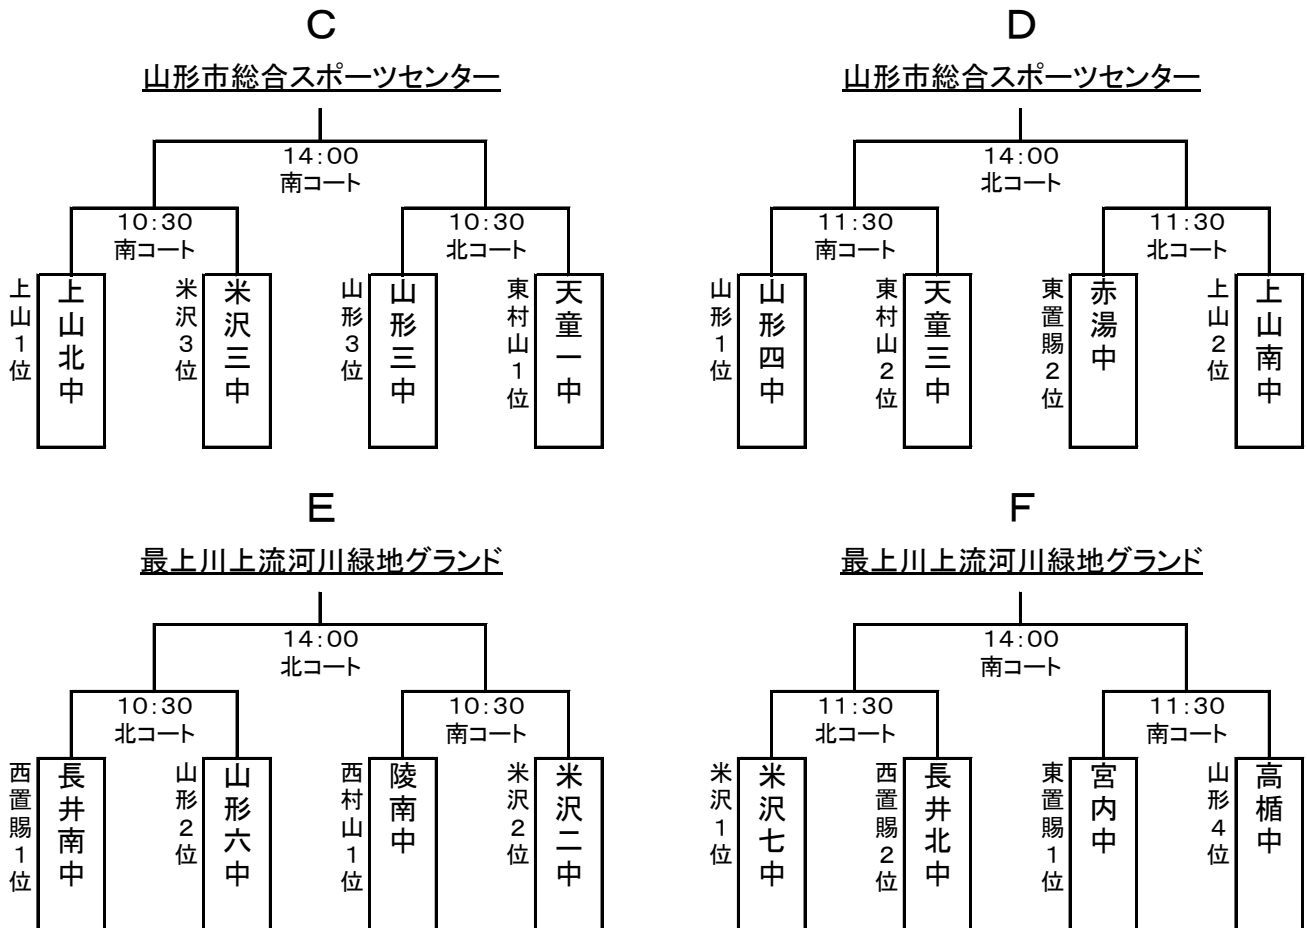 C
山形市総合スポーツセンター
14:00
南コート
10:30
南コート
10:30
北コート
上山1位
上山北中
米沢3位
米沢三中
山形3位
山形三中
東村山1位
天童一中
D
山形市総合スポーツセンター
14:00
北コート
11:30
南コート
11:30
北コート
山形1位
山形四中
東村山2位
天童三中
東置賜2位
赤湯中
上山2位
上山南中
E
最上川上流河川緑地グランド
14:00
北コート
10:30
北コート
10:30
南コート
西置賜1位
長井南中
山形2位
山形六中
西村山1位
陵南中
米沢2位
米沢二中
F
最上川上流河川緑地グランド
14:00
南コート
11:30
北コート
11:30
南コート
米沢1位
米沢七中
西置賜2位
長井北中
東置賜1位
宮内中
山形4位
高楯中